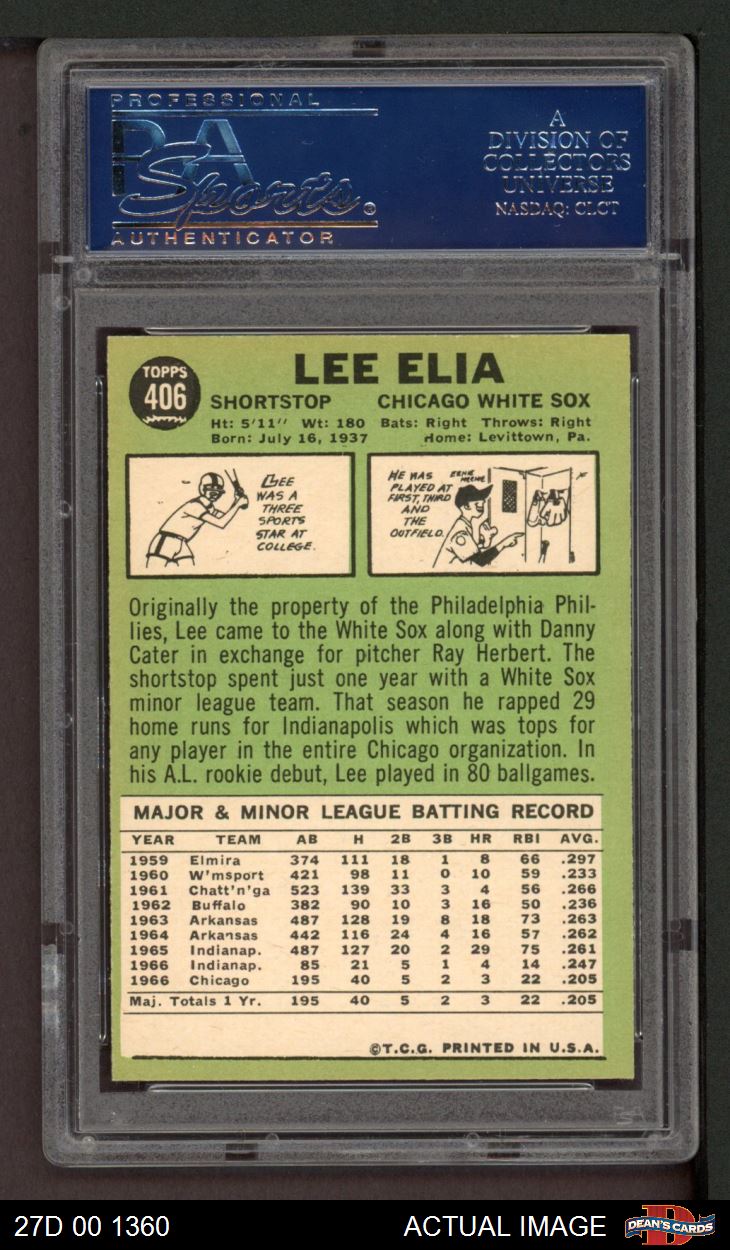 PROFESSIONAL
PSA
Sports®
AUTHENTICATOR
A
DIVISION OF
COLLECTORS
UNIVERSE
NASDAQ: CLCT
TOPPS
406
LEE ELIA
SHORTSTOP CHICAGO WHITE SOX
Ht: 5'11" Wt: 180 Bats: Right Throws: Right
Born: July 16, 1937 Home: Levittown, Pa.
LEE
WAS A
THREE
SPORTS
STAR AT
COLLEGE.
HE HAS
PLAYED AT
FIRST, THIRD
AND
THE
OUTFIELD.
Originally the property of the Philadelphia Phil-
lies, Lee came to the White Sox along with Danny
Cater in exchange for pitcher Ray Herbert. The
shortstop spent just one year with a White Sox
minor league team. That season he rapped 29
home runs for Indianapolis which was tops for
any player in the entire Chicago organization. In
his A.L. rookie debut, Lee played in 80 ballgames.
MAJOR & MINOR LEAGUE BATTING RECORD
YEAR TEAM AB H 2B 3B HR RBI AVG.
1959 Elmira 374 111 18 1 8 66 .297
1960 W'msport 421 98 11 0 10 59 .233
1961 Chatt'n'ga 523 139 33 3 4 56 .266
1962 Buffalo 382 90 10 3 16 50 .236
1963 Arkansas 487 128 19 8 18 73 .263
1964 Arkansas 442 116 24 4 16 57 .262
1965 Indianap. 487 127 20 2 29 75 .261
1966 Indianap. 85 21 5 1 4 14 .247
1966 Chicago 195 40 5 2 3 22 .205
Maj. Totals 1 Yr. 195 40 5 2 3 22 .205
©T.C.G. PRINTED IN U.S.A.
27D 00 1360 ACTUAL IMAGE
D
DEAN'S CARDS